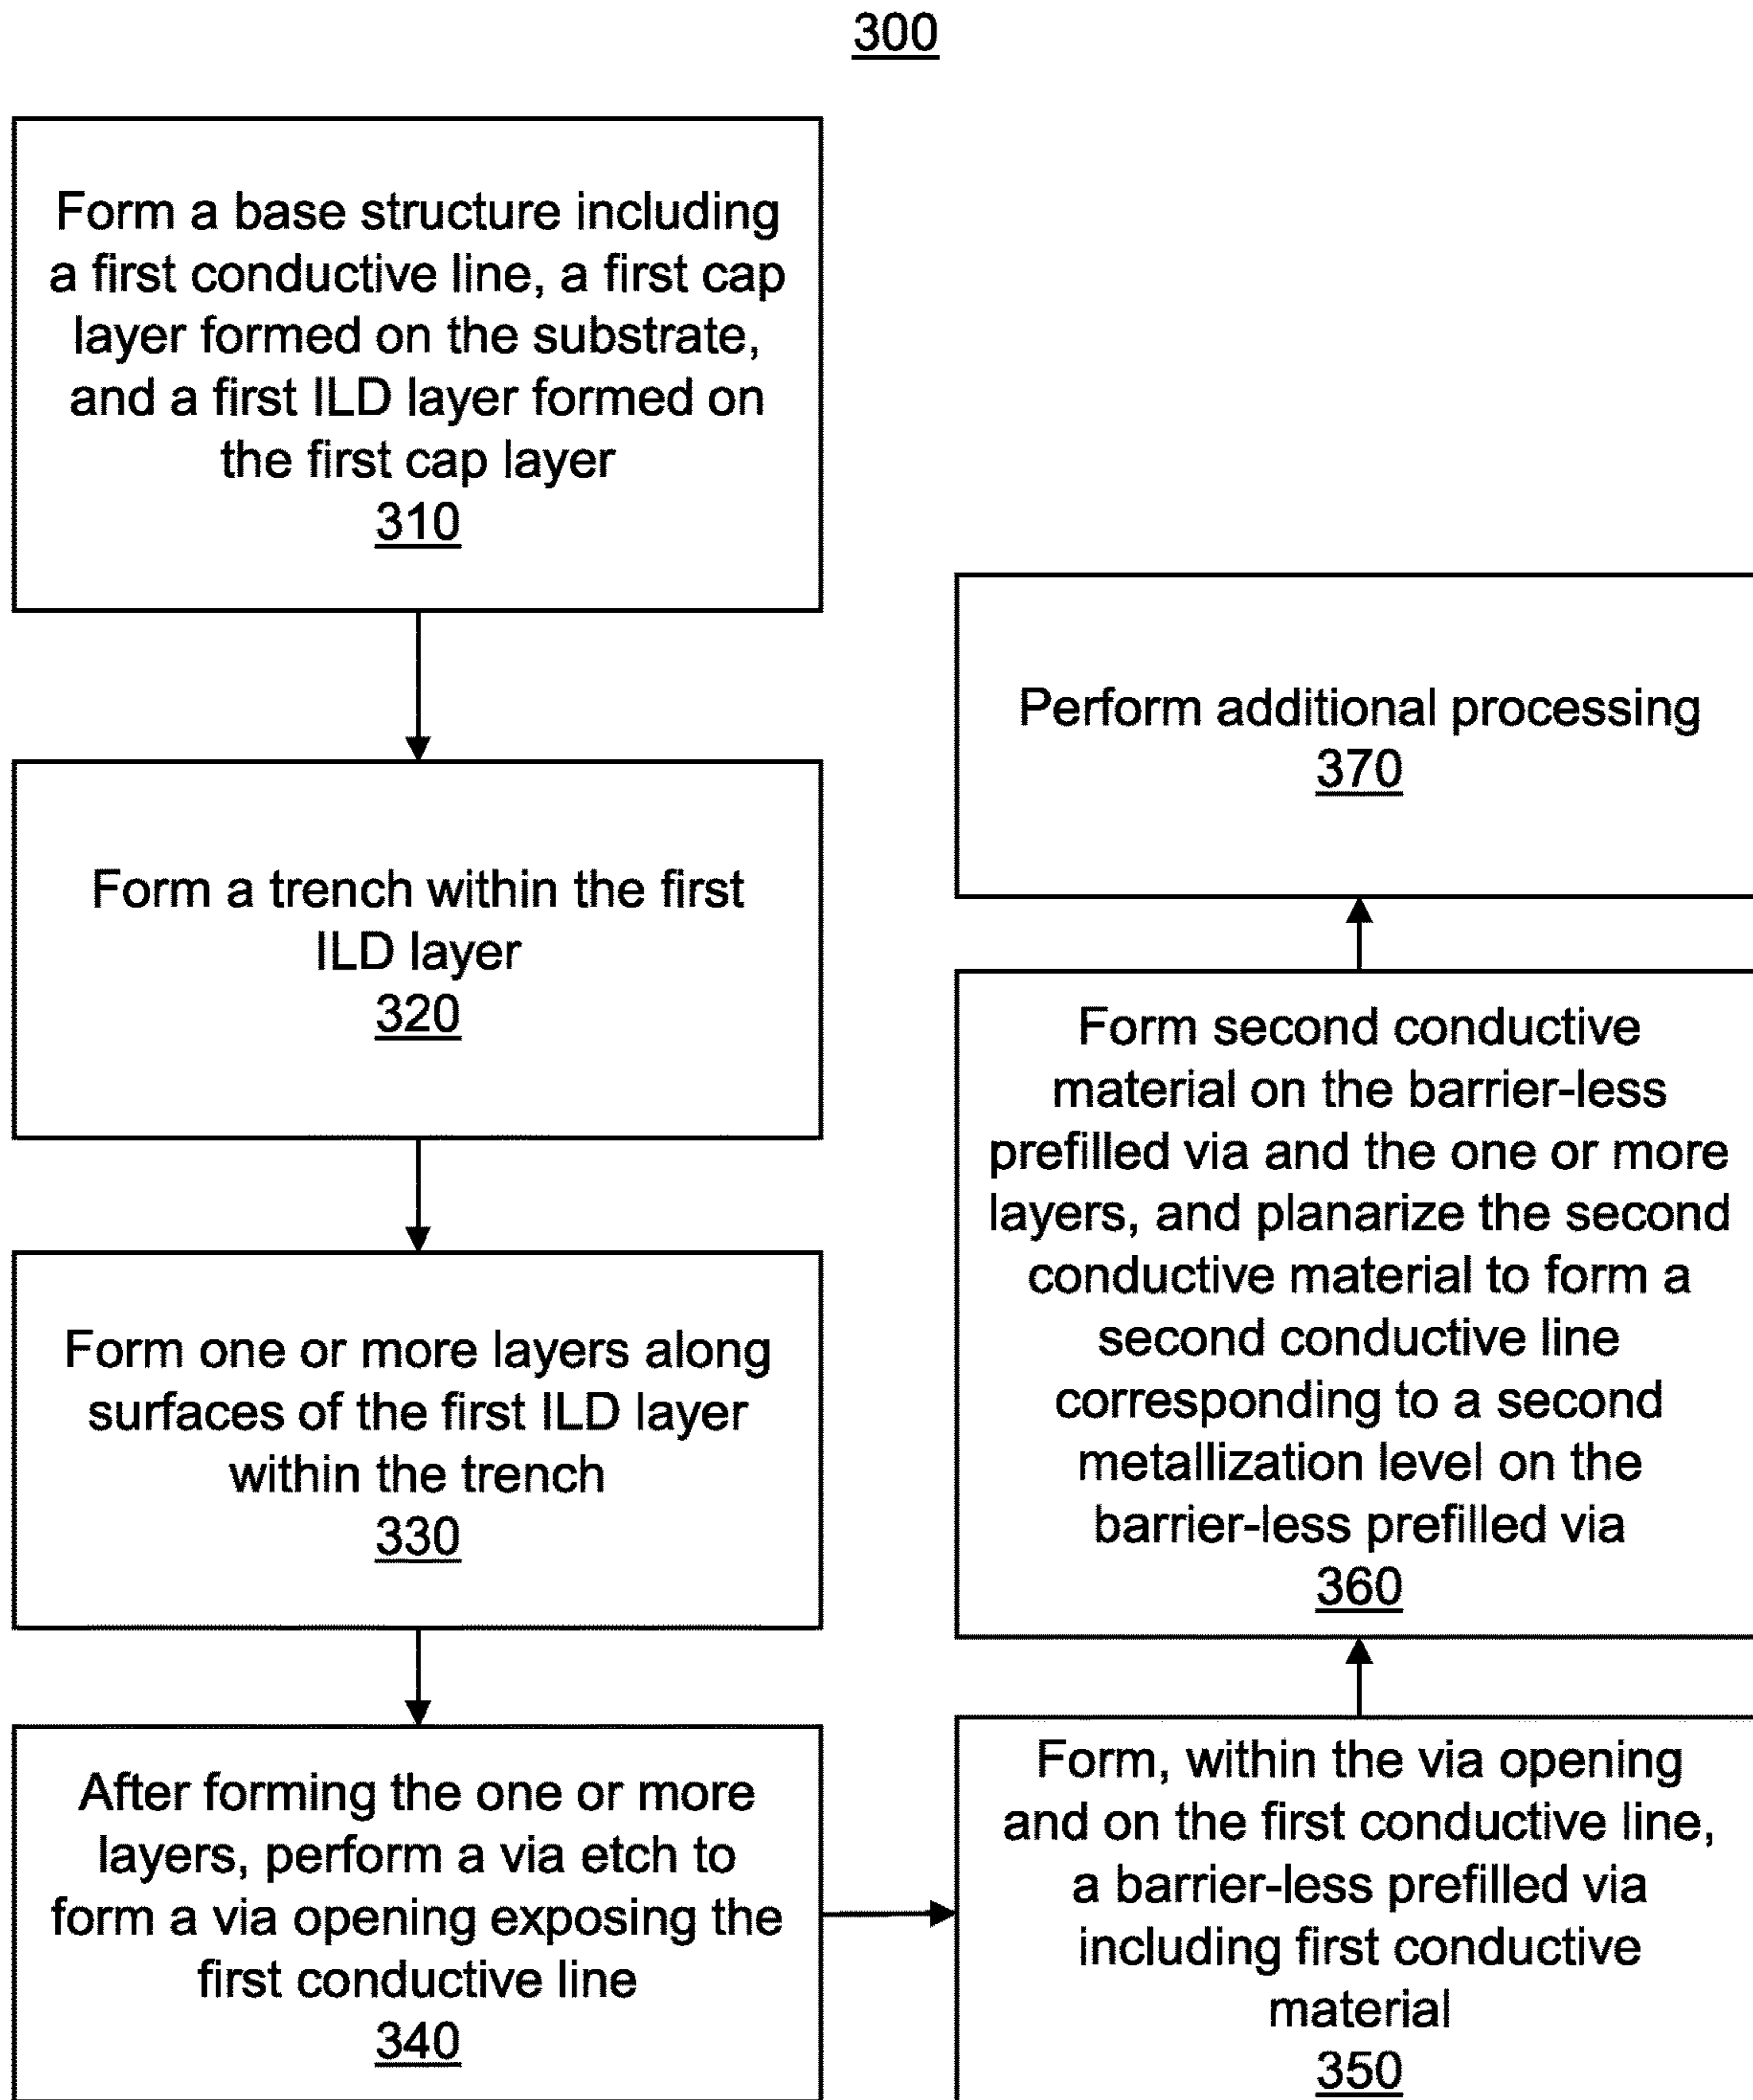 300
Form a base structure including
a first conductive line, a first cap
layer formed on the substrate,
and a first ILD layer formed on
the first cap layer
310
Form a trench within the first
ILD layer
320
Form one or more layers along
surfaces of the first ILD layer
within the trench
330
After forming the one or more
layers, perform a via etch to
form a via opening exposing the
first conductive line
340
Form, within the via opening
and on the first conductive line,
a barrier-less prefilled via
including first conductive
material
350
Form second conductive
material on the barrier-less
prefilled via and the one or more
layers, and planarize the second
conductive material to form a
second conductive line
corresponding to a second
metallization level on the
barrier-less prefilled via
360
Perform additional processing
370